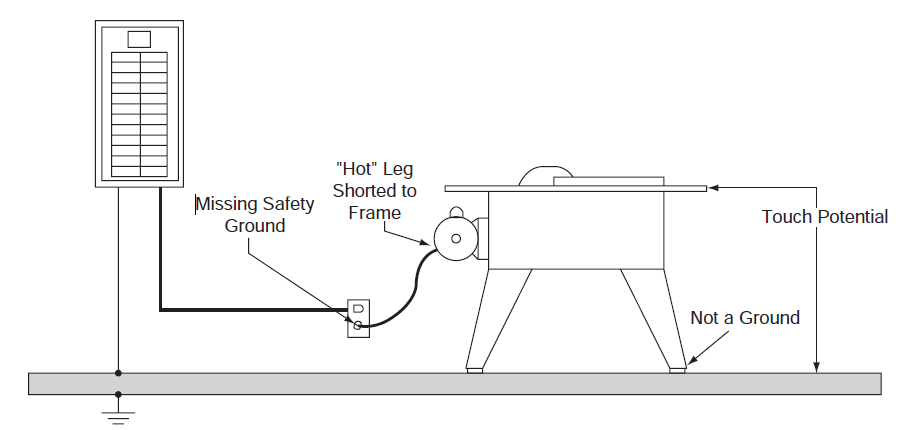 "Hot" Leg
Shorted to
Frame
Missing Safety
Ground
Touch Potential
Not a Ground